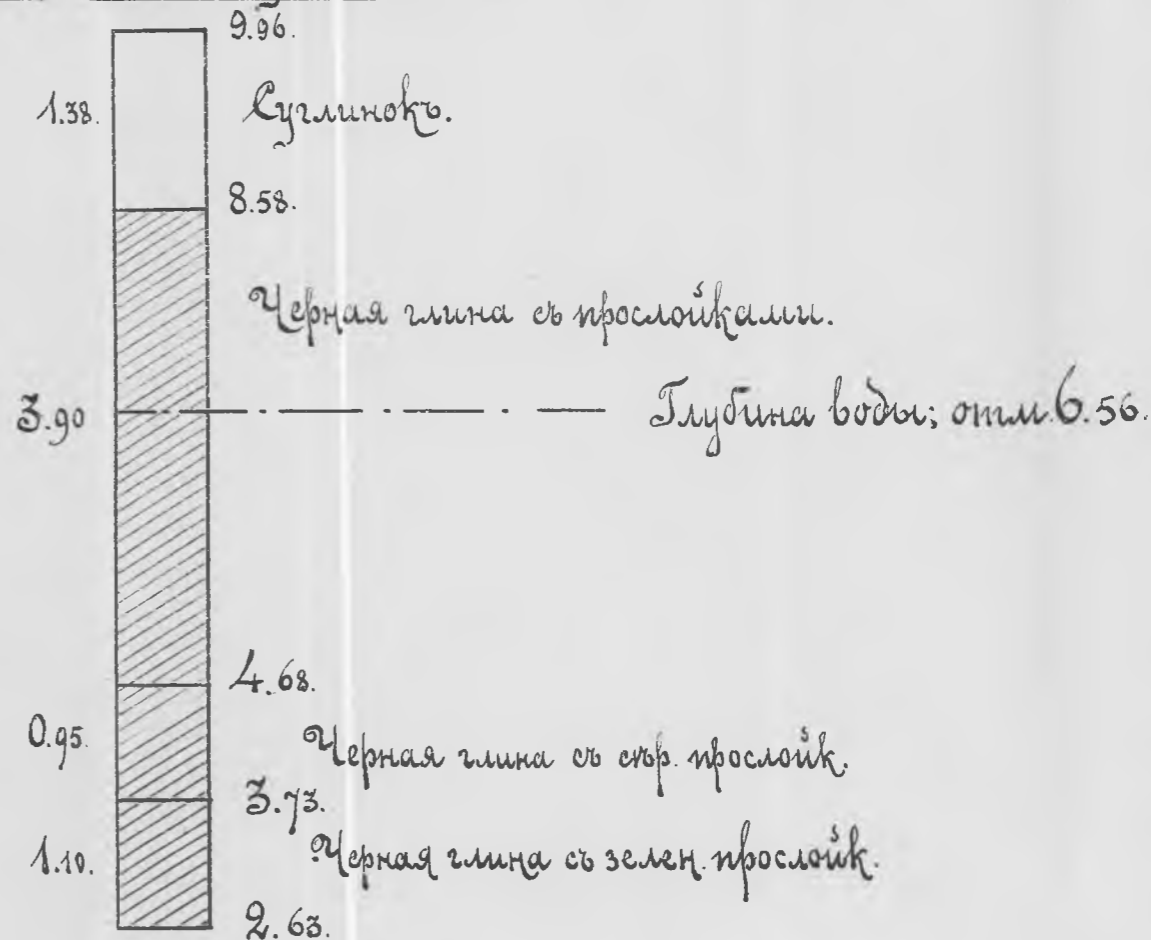 9.96.
1.38. Суглинокъ.
8.58.
Черная глина съ прослойками.
3.90 Глубина воды; отм. 6.56.
4.68.
0.95. Черная глина съ сѣр. прослойк.
3.73.
1.10. Черная глина съ зелен. прослойк.
2.63.